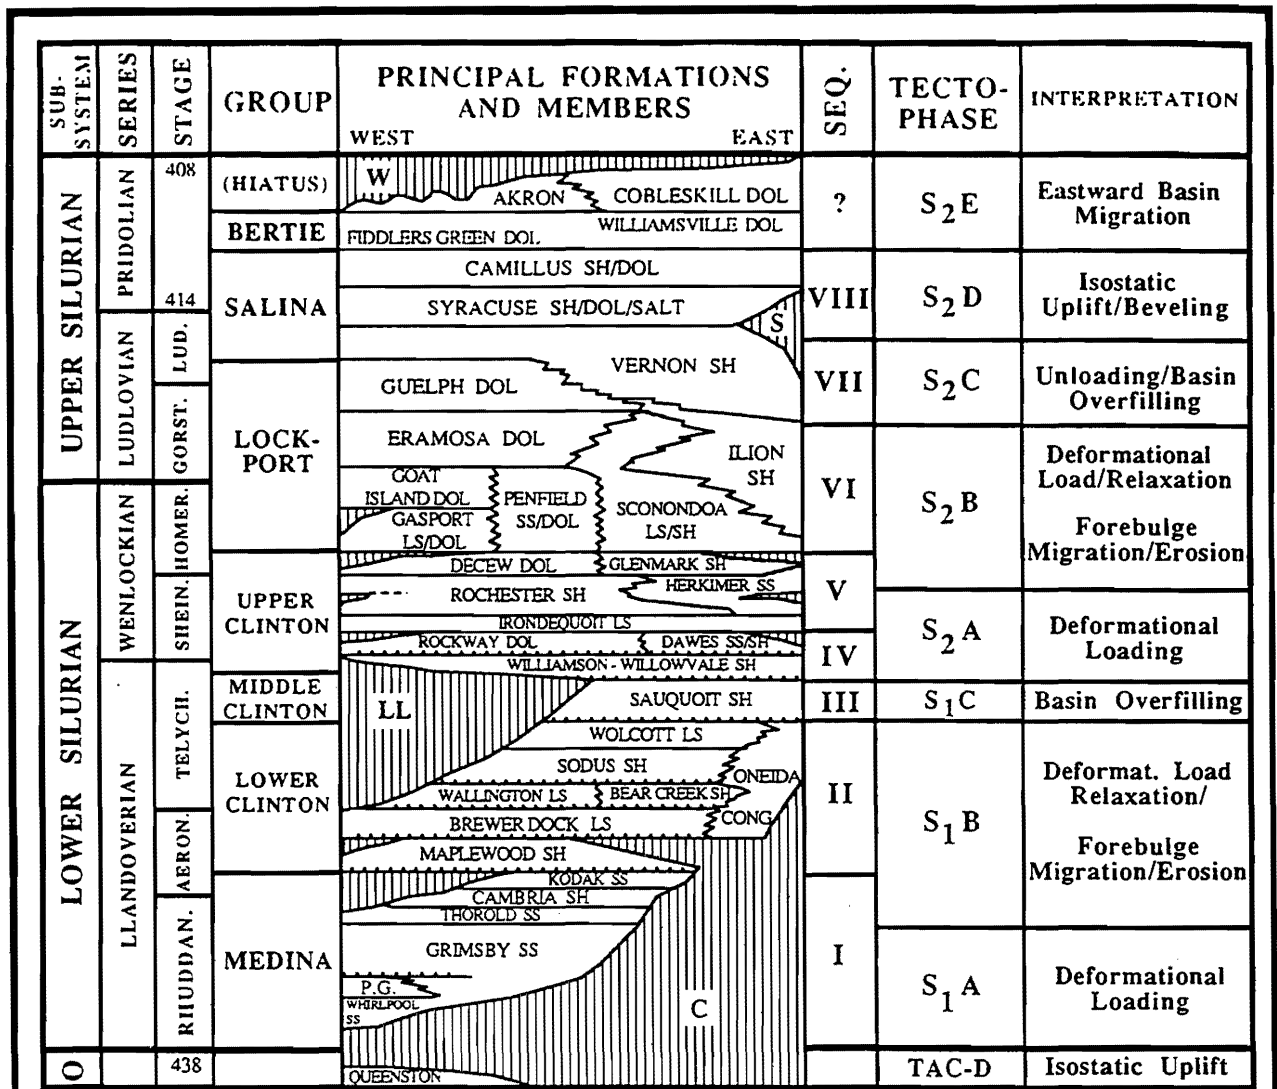 SUB-
SYSTEM
SERIES
STAGE
GROUP
PRINCIPAL FORMATIONS
AND MEMBERS
WEST EAST
SEQ.
TECTO-
PHASE
INTERPRETATION
UPPER SILURIAN
LOWER SILURIAN
O
PRIDOLIAN
LUDLOVIAN
WENLOCKIAN
LLANDOVERIAN
408
414
LUD.
GORST.
HOMER.
SHEIN.
TELYCH.
AERON.
RHUDDAN.
438
(HIATUS)
BERTIE
SALINA
LOCK-
PORT
UPPER
CLINTON
MIDDLE
CLINTON
LOWER
CLINTON
MEDINA
W
AKRON COBLESKILL DOL
WILLIAMSVILLE DOL
FIDDLERS GREEN DOL
CAMILLUS SH/DOL
SYRACUSE SH/DOL/SALT
S
VERNON SH
GUELPH DOL
ERAMOSA DOL
ILION
SH
GOAT
ISLAND DOL
GASPORT
LS/DOL
PENFIELD
SS/DOL
SCONONDOA
LS/SH
DECEW DOL GLENMARK SH
HERKIMER SS
ROCHESTER SH
IRONDEQUOIT LS
ROCKWAY DOL DAWES SS/SH
WILLIAMSON - WILLOWVALE SH
LL
SAUQUOIT SH
WOLCOTT LS
SODUS SH
ONEIDA
CONG
WALLINGTON LS BEAR CREEK SH
BREWER DOCK LS
MAPLEWOOD SH
KODAK SS
CAMBRIA SH
THOROLD SS
GRIMSBY SS
P.G.
WHIRLPOOL
SS
C
QUEENSTON
?
VIII
VII
VI
V
IV
III
II
I
S2E
S2D
S2C
S2B
S2A
S1C
S1B
S1A
TAC-D
Eastward Basin
Migration
Isostatic
Uplift/Beveling
Unloading/Basin
Overfilling
Deformational
Load/Relaxation
Forebulge
Migration/Erosion
Deformational
Loading
Basin Overfilling
Deformat. Load
Relaxation/
Forebulge
Migration/Erosion
Deformational
Loading
Isostatic Uplift